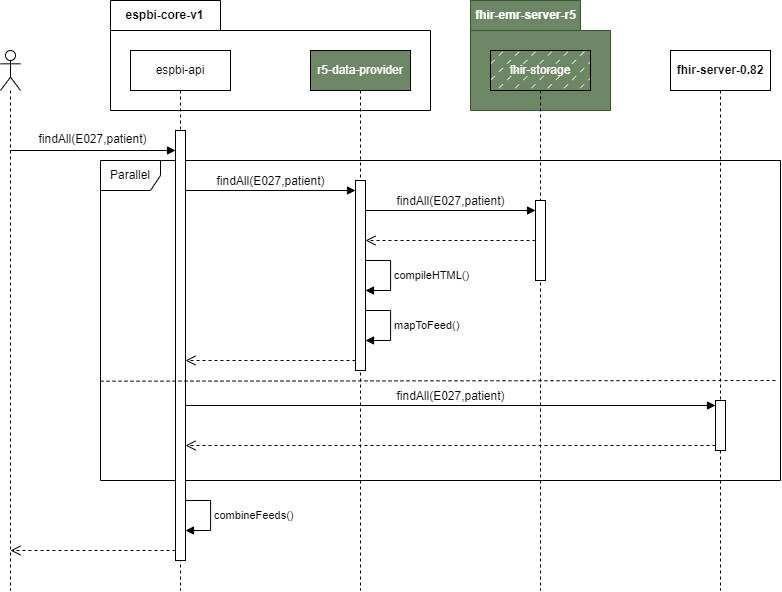 espbi-core-v1
fhir-emr-server-r5
espbi-api
r5-data-provider
fhir-storage
fhir-server-0.82
findAll(E027,patient)
Parallel
findAll(E027,patient)
findAll(E027,patient)
compileHTML()
mapToFeed()
findAll(E027,patient)
combineFeeds()